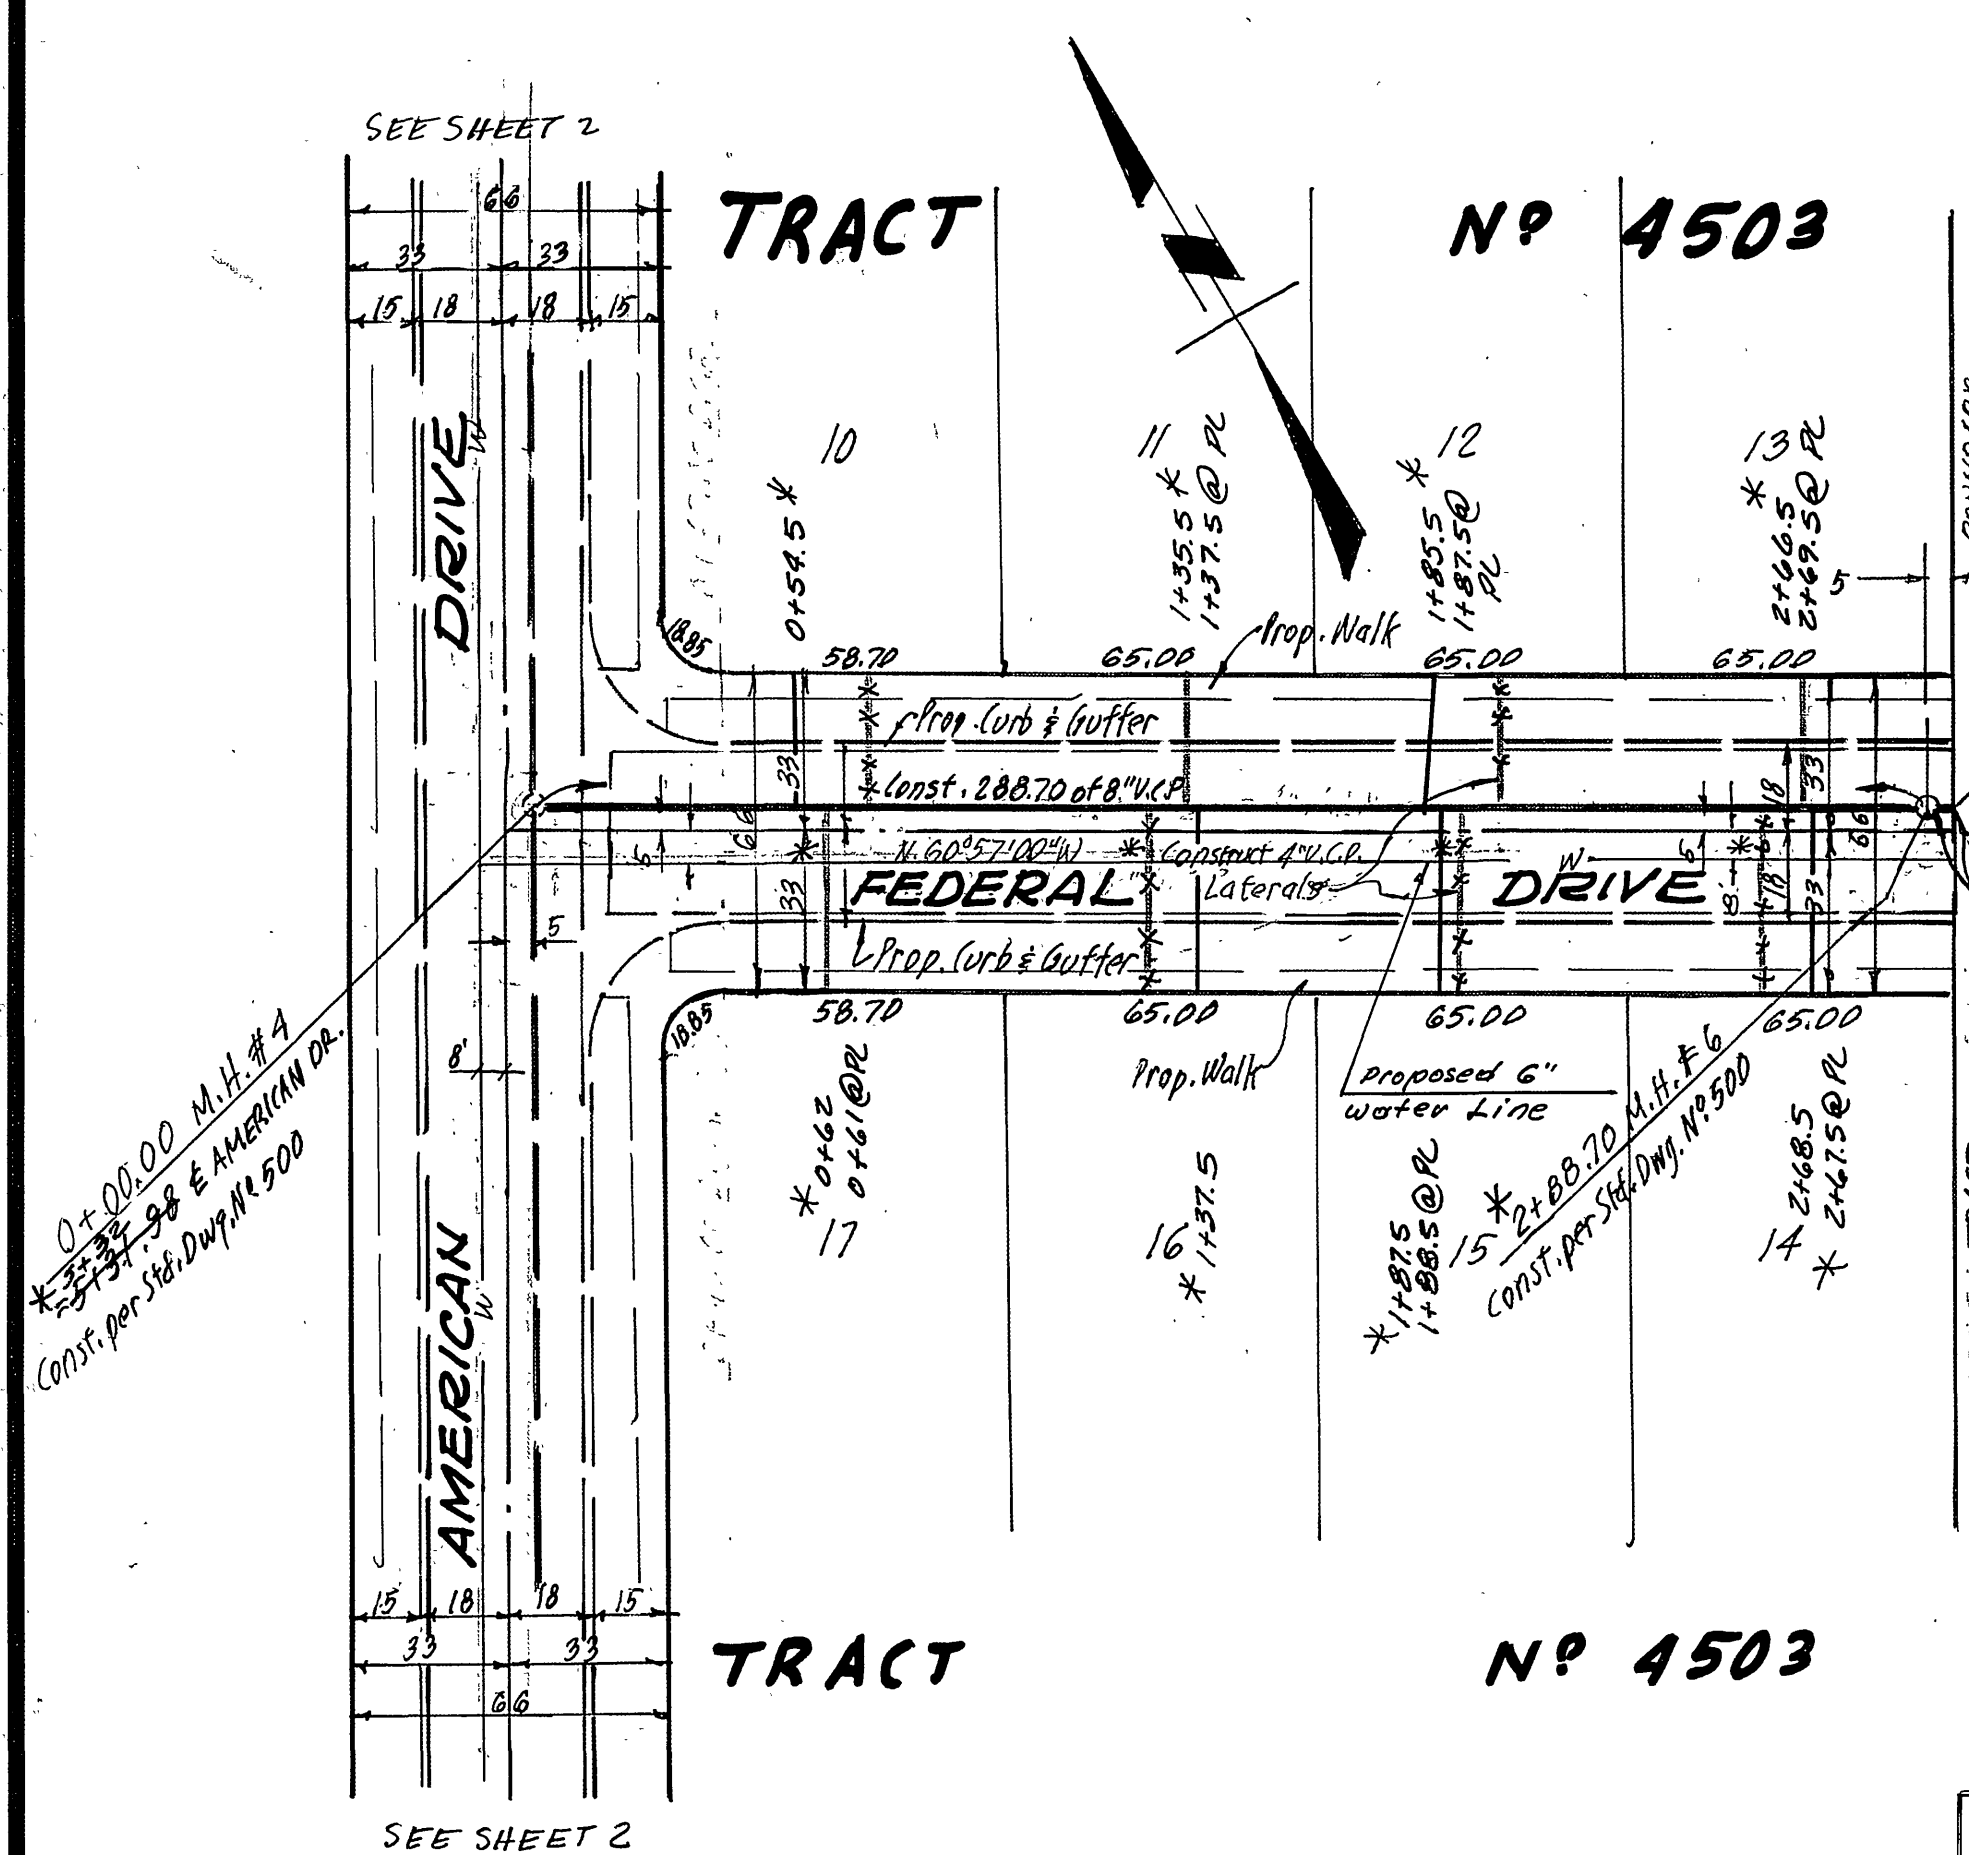 SEE SHEET 2
66
33 33
15 18 18 15
TRACT Nº 4503
DRIVE
W
10
11
12
13
0+54.5 *
1+35.5 *
1+37.5 @ PL
1+85.5 *
1+87.5 @
PL
* 2+66.5
2+69.5 @ PL
5
18.85
58.70
65.00
65.00
65.00
Prop. Walk
Prop. Curb & Gutter
Const. 288.70 of 8" V.C.P.
33
66
33
6
N. 60°57'00" W
* Construct 4" V.C.P.
Laterals
FEDERAL DRIVE
W
6
8'
18
18
33
33
66
5
Prop. Curb & Gutter
18.85
58.70
65.00
65.00
65.00
8'
Prop. Walk
Proposed 6"
water Line
0+00.00 M.H. #4
* 5+32
=5+31.98 ₵ AMERICAN DR.
Const. per Std. Dwg. Nº 500
* 0+62
0+61 @ PL
17
16
* 1+37.5
* 1+87.5
1+88.5 @ PL
15
* 2+88.70 M.H. # 6
Const. per Std. Dwg. Nº 500
14
2+68.5
* 2+67.5 @ PL
AMERICAN
W
15 18 18 15
33 33
66
TRACT Nº 4503
SEE SHEET 2